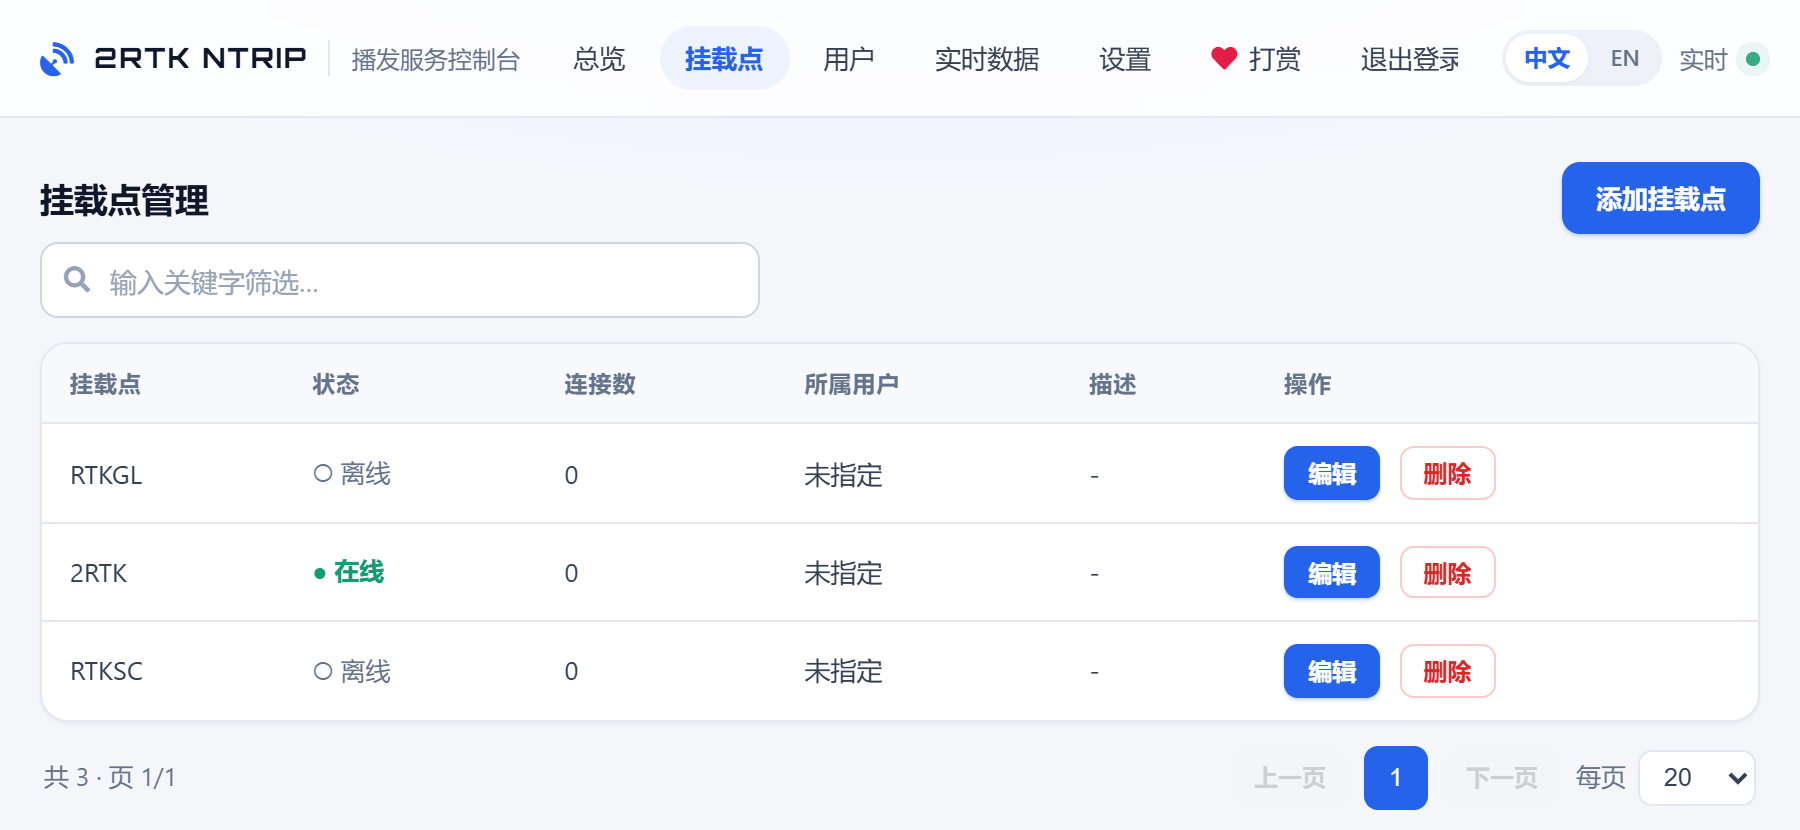 2RTK NTRIP 播发服务控制台 总览 挂载点 用户 实时数据 设置 打赏 退出登录 中文 EN 实时
挂载点管理 添加挂载点
输入关键字筛选...
挂载点 状态 连接数 所属用户 描述 操作
RTKGL 离线 0 未指定 - 编辑 删除
2RTK 在线 0 未指定 - 编辑 删除
RTKSC 离线 0 未指定 - 编辑 删除
共 3 · 页 1/1 上一页 1 下一页 每页 20